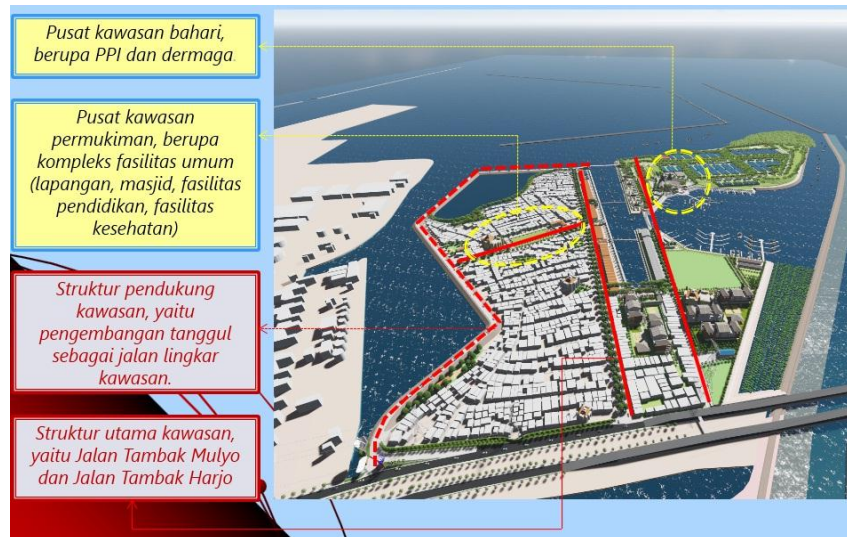 Pusat kawasan bahari,
berupa PPI dan dermaga.
Pusat kawasan
permukiman, berupa
kompleks fasilitas umum
(lapangan, masjid, fasilitas
pendidikan, fasilitas
kesehatan)
Struktur pendukung
kawasan, yaitu
pengembangan tanggul
sebagai jalan lingkar
kawasan.
Struktur utama kawasan,
yaitu Jalan Tambak Mulyo
dan Jalan Tambak Harjo